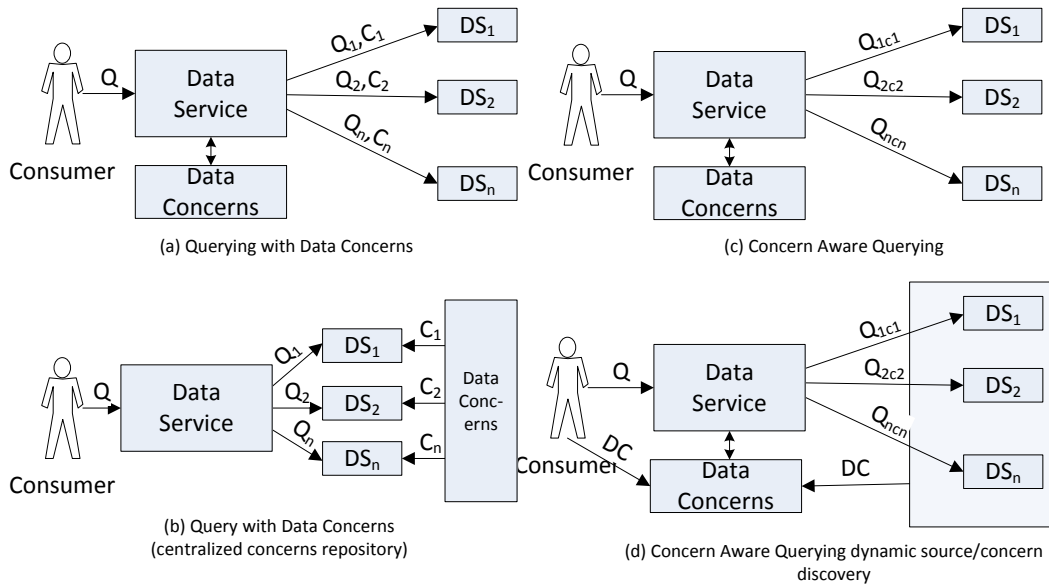 Q
Consumer
Data
Service
Data
Concerns
Q1,C1
Q2,C2
Qn,Cn
DS1
DS2
DSn
(a) Querying with Data Concerns
Q
Consumer
Data
Service
Data
Concerns
Q1c1
Q2c2
Qncn
DS1
DS2
DSn
(c) Concern Aware Querying
Q
Consumer
Data
Service
Q1
Q2
Qn
DS1
DS2
DSn
C1
C2
Cn
Data
Conc-
erns
(b) Query with Data Concerns
(centralized concerns repository)
Q
Consumer
DC
Data
Service
Data
Concerns
Q1c1
Q2c2
Qncn
DC
DS1
DS2
DSn
(d) Concern Aware Querying dynamic source/concern
discovery